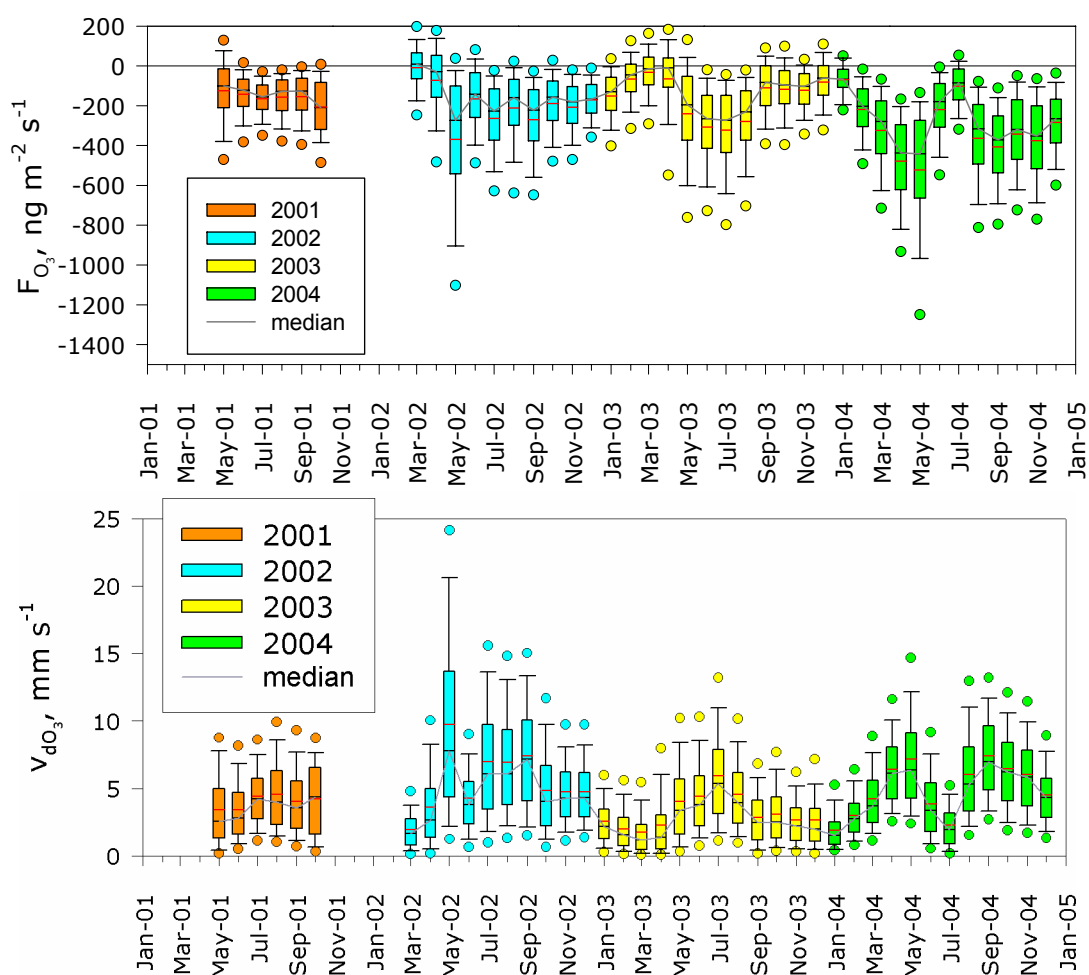 200
0
-200
-400
-600
-800
-1000
-1200
-1400
F_O₃, ng m⁻² s⁻¹
2001
2002
2003
2004
median
Jan-01
Mar-01
May-01
Jul-01
Sep-01
Nov-01
Jan-02
Mar-02
May-02
Jul-02
Sep-02
Nov-02
Jan-03
Mar-03
May-03
Jul-03
Sep-03
Nov-03
Jan-04
Mar-04
May-04
Jul-04
Sep-04
Nov-04
Jan-05
25
20
15
10
5
0
v_dO₃, mm s⁻¹
2001
2002
2003
2004
median
Jan-01
Mar-01
May-01
Jul-01
Sep-01
Nov-01
Jan-02
Mar-02
May-02
Jul-02
Sep-02
Nov-02
Jan-03
Mar-03
May-03
Jul-03
Sep-03
Nov-03
Jan-04
Mar-04
May-04
Jul-04
Sep-04
Nov-04
Jan-05